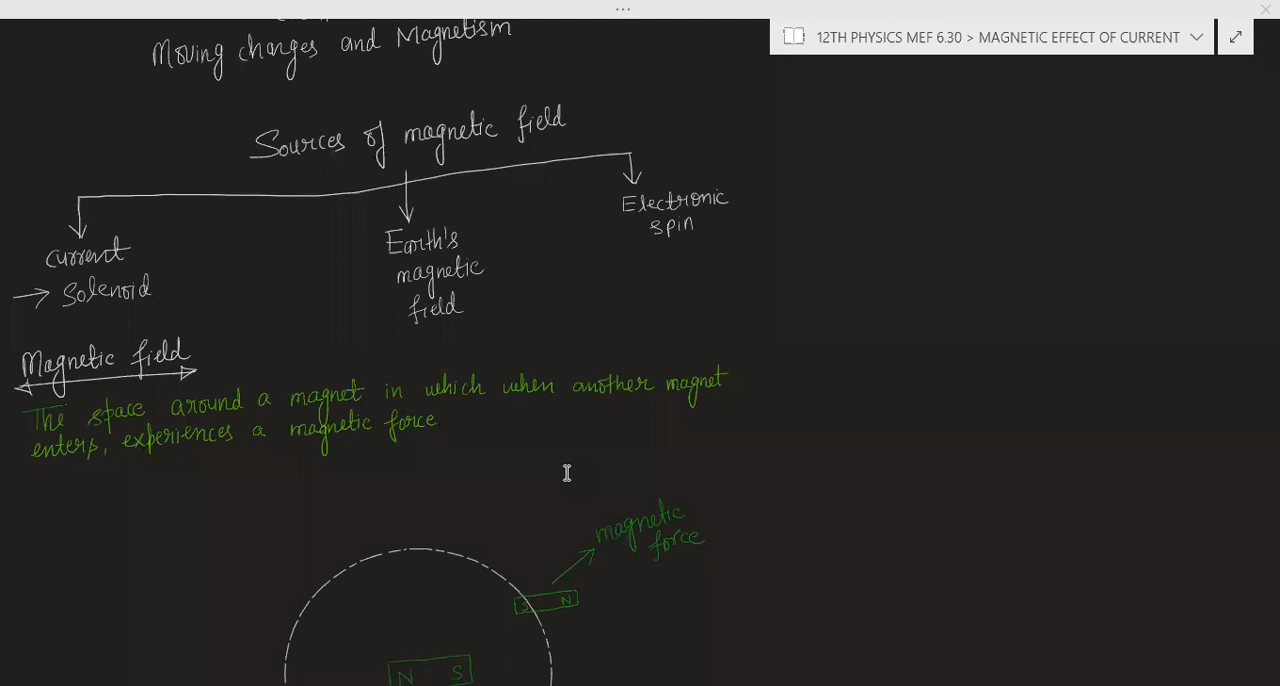 12TH PHYSICS MEF 6.30 > MAGNETIC EFFECT OF CURRENT
Moving charges and Magnetism
Sources of magnetic field
Current
→ Solenoid
Earth's
magnetic
field
Electronic
spin
Magnetic field
The space around a magnet in which when another magnet
enters, experiences a magnetic force
magnetic
force
S N
N S